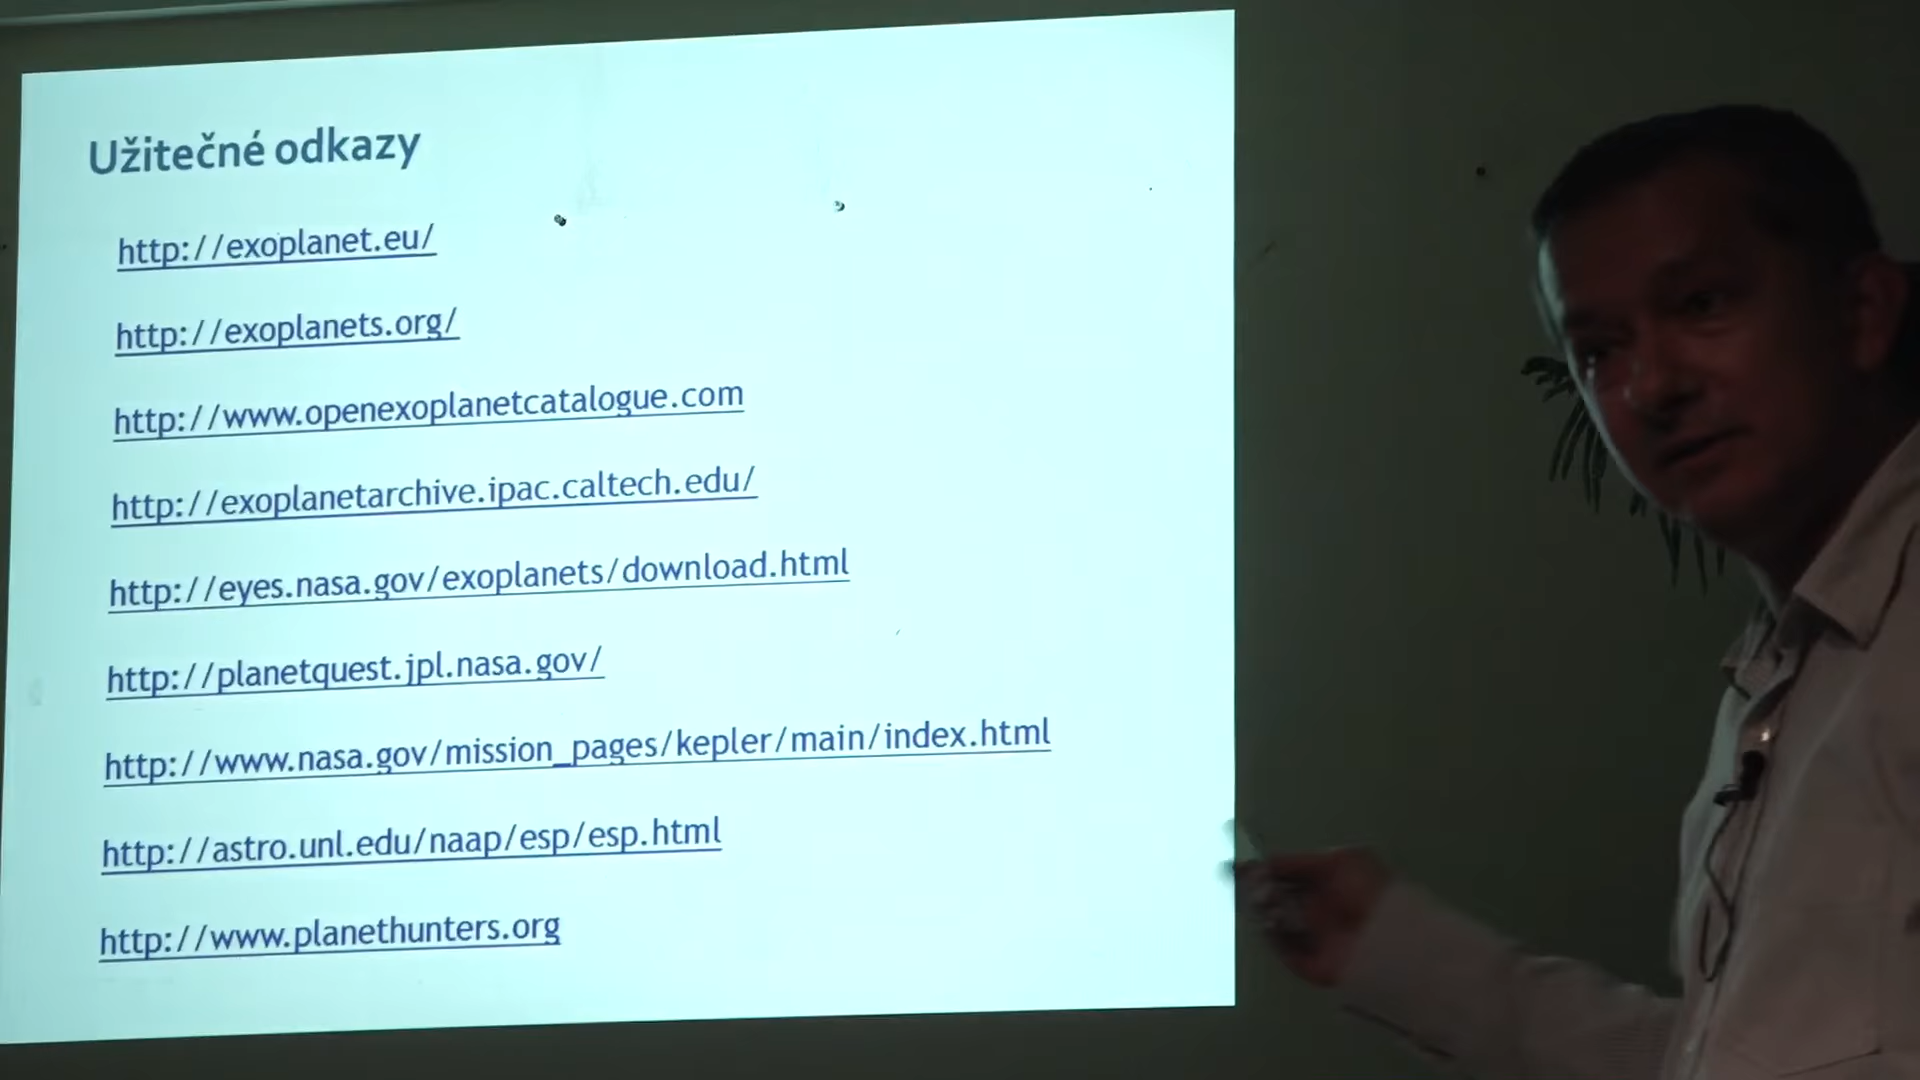 Užitečné odkazy
http://exoplanet.eu/
http://exoplanets.org/
http://www.openexoplanetcatalogue.com
http://exoplanetarchive.ipac.caltech.edu/
http://eyes.nasa.gov/exoplanets/download.html
http://planetquest.jpl.nasa.gov/
http://www.nasa.gov/mission_pages/kepler/main/index.html
http://astro.unl.edu/naap/esp/esp.html
http://www.planethunters.org